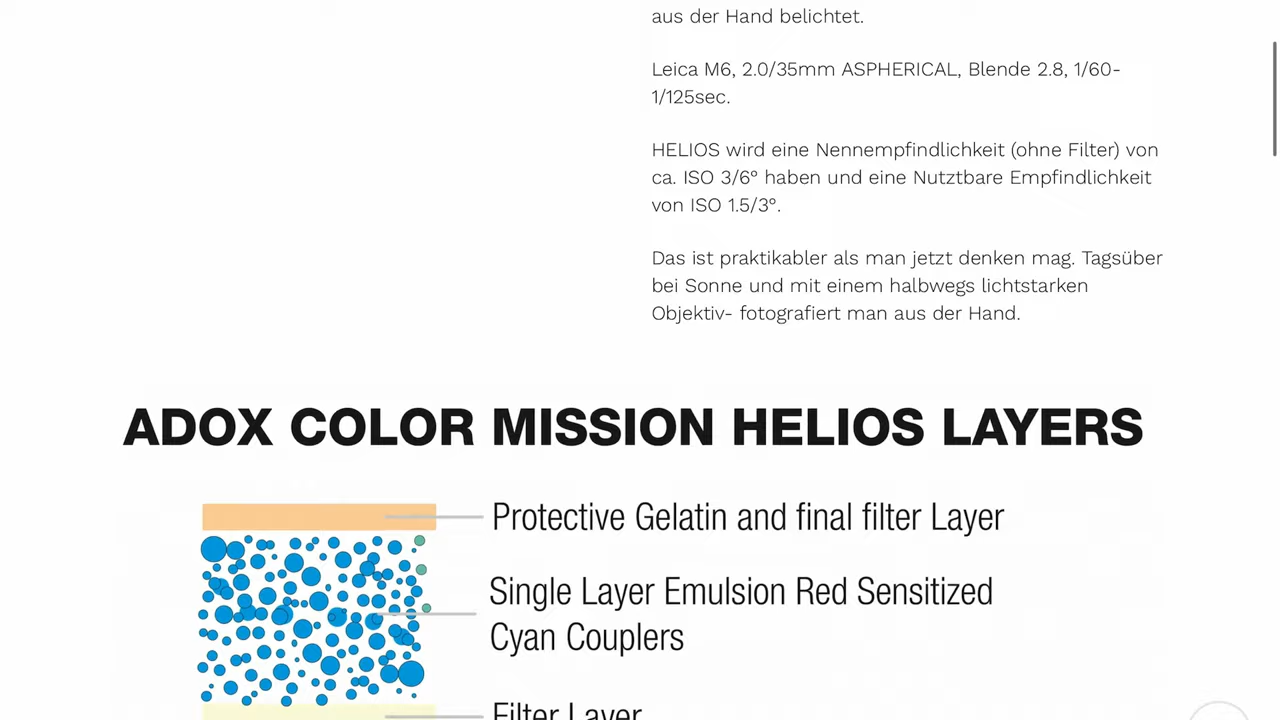 aus der Hand belichtet.
Leica M6, 2.0/35mm ASPHERICAL, Blende 2.8, 1/60-
1/125sec.
HELIOS wird eine Nennempfindlichkeit (ohne Filter) von
ca. ISO 3/6° haben und eine Nutztbare Empfindlichkeit
von ISO 1.5/3°.
Das ist praktikabler als man jetzt denken mag. Tagsüber
bei Sonne und mit einem halbwegs lichtstarken
Objektiv- fotografiert man aus der Hand.
ADOX COLOR MISSION HELIOS LAYERS
Protective Gelatin and final filter Layer
Single Layer Emulsion Red Sensitized
Cyan Couplers
Filter Layer